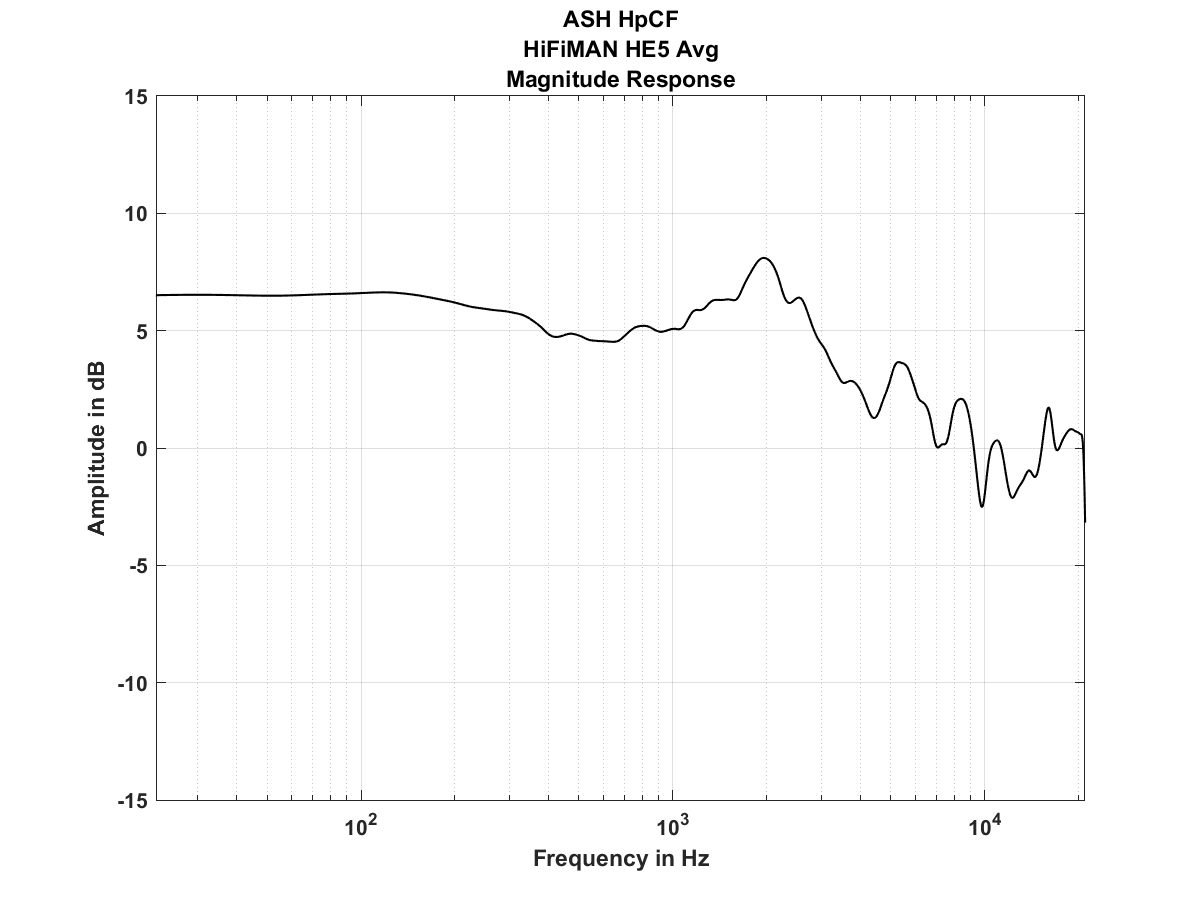 ASH HpCF
HiFiMAN HE5 Avg
Magnitude Response
15
10
5
0
-5
-10
-15
Amplitude in dB
10²
10³
10⁴
Frequency in Hz